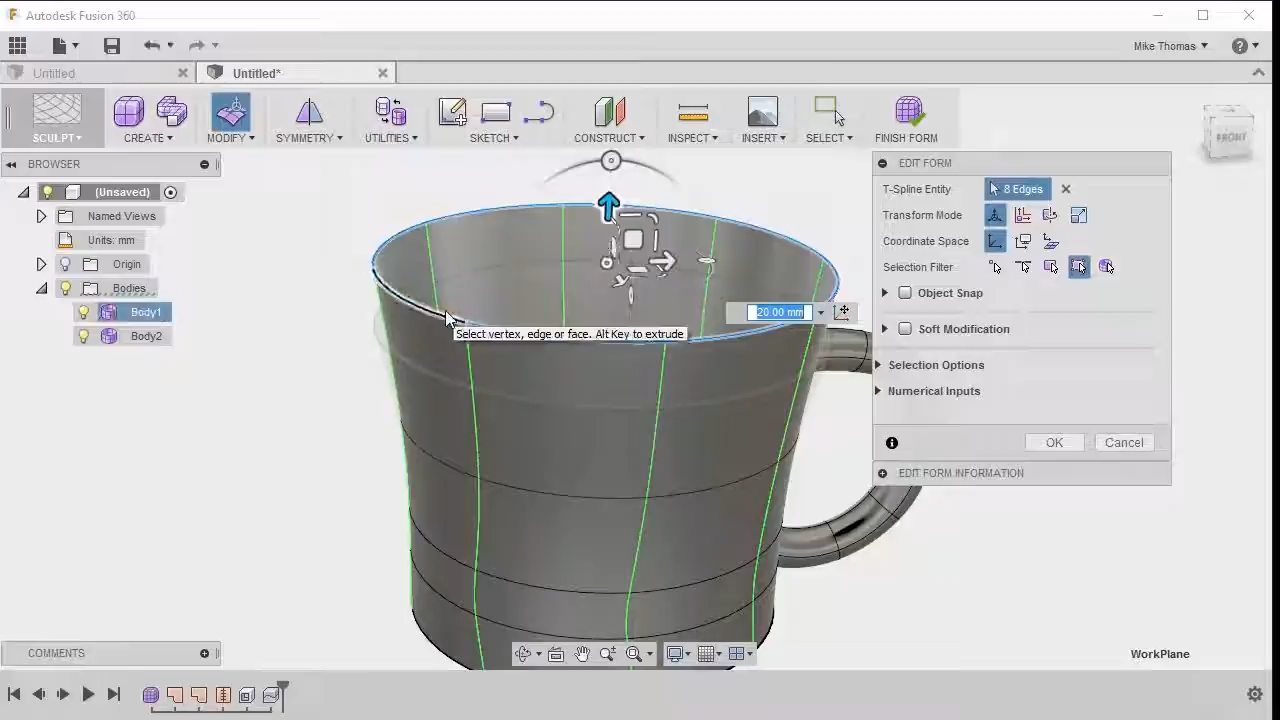 Autodesk Fusion 360
Mike Thomas
Untitled
Untitled*
SCULPT
CREATE
MODIFY
SYMMETRY
UTILITIES
SKETCH
CONSTRUCT
INSPECT
INSERT
SELECT
FINISH FORM
BROWSER
(Unsaved)
Named Views
Units: mm
Origin
Bodies
Body1
Body2
FRONT
EDIT FORM
T-Spline Entity
8 Edges
Transform Mode
Coordinate Space
Selection Filter
Object Snap
Soft Modification
Selection Options
Numerical Inputs
OK
Cancel
EDIT FORM INFORMATION
20.00 mm
Select vertex, edge or face. Alt Key to extrude
COMMENTS
WorkPlane